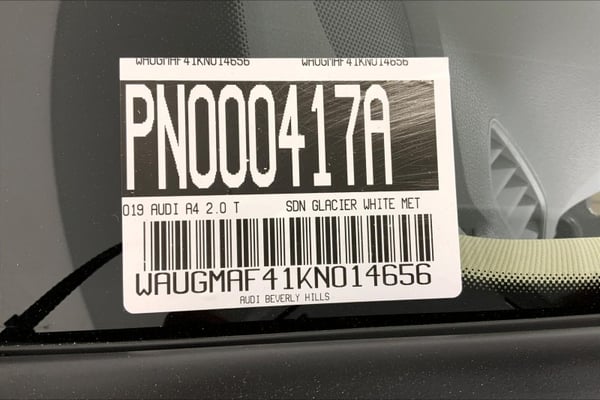 WAUGMAF41KN014656 WAUGMAF41KN014656
PN000417A
019 AUDI A4 2.0 T SDN GLACIER WHITE MET
WAUGMAF41KN014656
AUDI BEVERLY HILLS